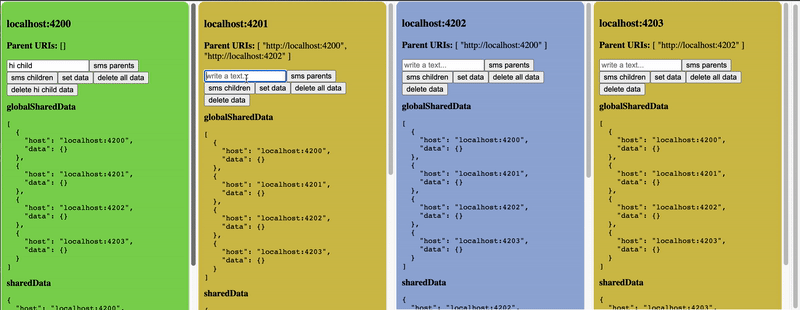 localhost:4200
Parent URIs: []
hi child sms parents
sms children set data delete all data
delete hi child data
globalSharedData
[
{
"host": "localhost:4200",
"data": {}
},
{
"host": "localhost:4201",
"data": {}
},
{
"host": "localhost:4202",
"data": {}
},
{
"host": "localhost:4203",
"data": {}
}
]
sharedData
{
"host": "localhost:4200",
localhost:4201
Parent URIs: [ "http://localhost:4200",
"http://localhost:4202" ]
write a text... sms parents
sms children set data delete all data
delete data
globalSharedData
[
{
"host": "localhost:4200",
"data": {}
},
{
"host": "localhost:4201",
"data": {}
},
{
"host": "localhost:4202",
"data": {}
},
{
"host": "localhost:4203",
"data": {}
}
]
sharedData
localhost:4202
Parent URIs: [ "http://localhost:4200" ]
write a text... sms parents
sms children set data delete all data
delete data
globalSharedData
[
{
"host": "localhost:4200",
"data": {}
},
{
"host": "localhost:4201",
"data": {}
},
{
"host": "localhost:4202",
"data": {}
},
{
"host": "localhost:4203",
"data": {}
}
]
sharedData
{
"host": "localhost:4202",
localhost:4203
Parent URIs: [ "http://localhost:4202" ]
write a text... sms parents
sms children set data delete all data
delete data
globalSharedData
[
{
"host": "localhost:4200",
"data": {}
},
{
"host": "localhost:4201",
"data": {}
},
{
"host": "localhost:4202",
"data": {}
},
{
"host": "localhost:4203",
"data": {}
}
]
sharedData
{
"host": "localhost:4203",